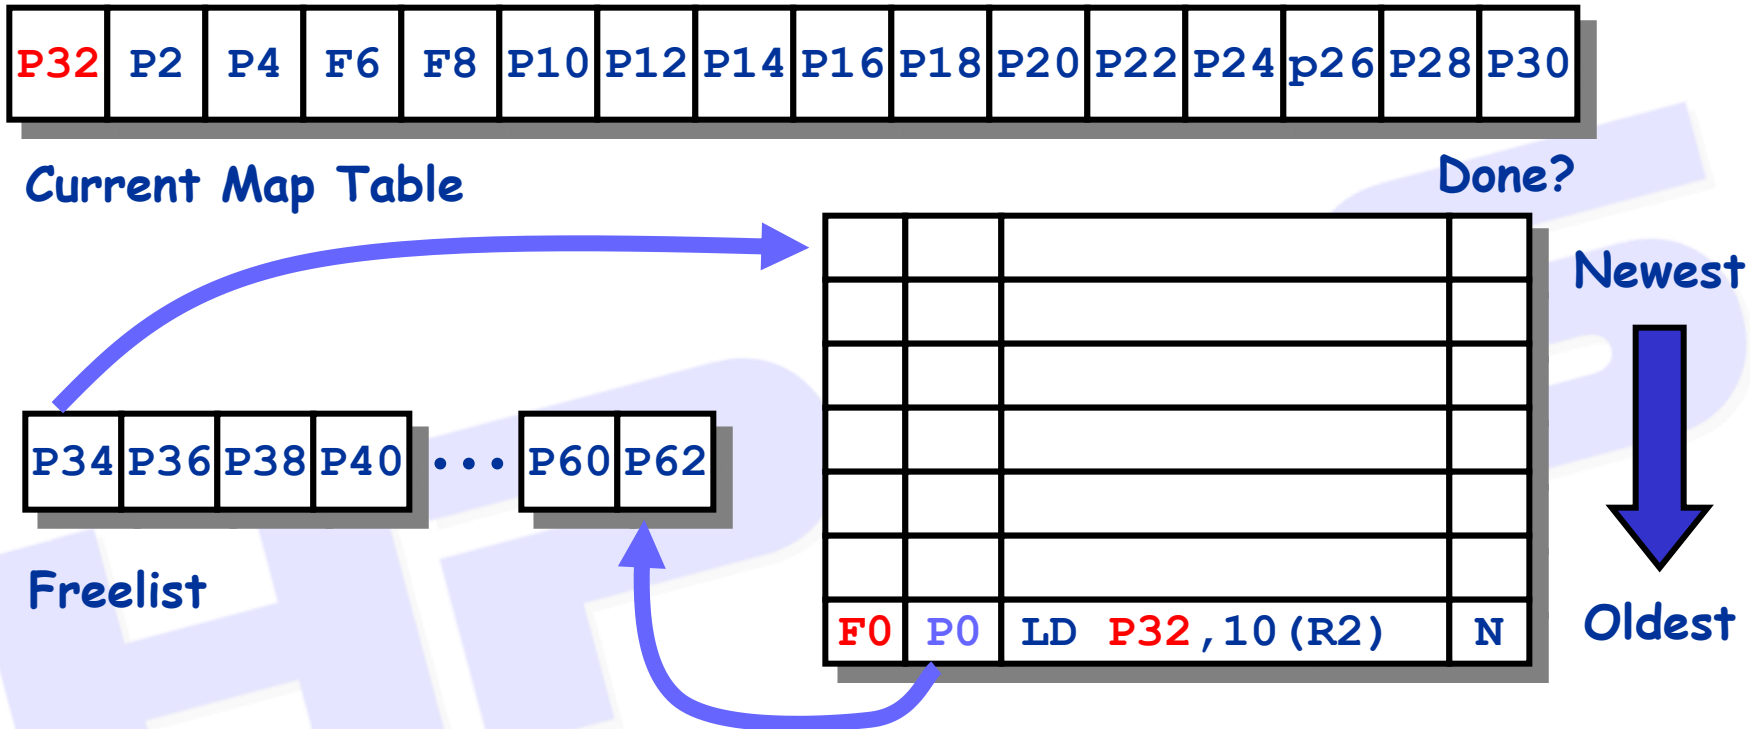 P32 P2 P4 F6 F8 P10 P12 P14 P16 P18 P20 P22 P24 p26 P28 P30
Current Map Table
Done?
Newest
P34 P36 P38 P40 ... P60 P62
Freelist
F0 P0 LD P32,10(R2) N
Oldest
HPS